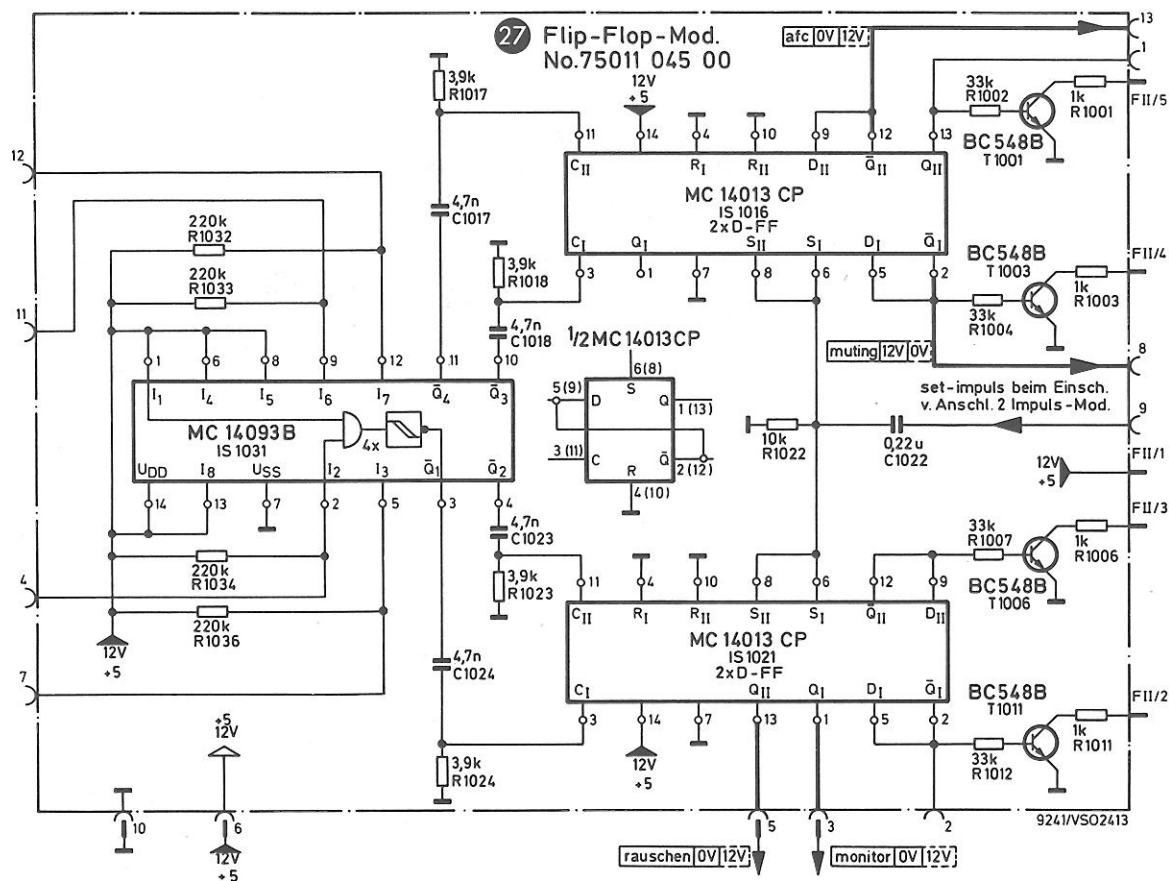 27 Flip-Flop-Mod.
No.75011 045 00
afc 0V 12V
13
1
3,9k
R1017
12V
+5
33k
R1002
1k
R1001
FII/5
BC548B
T1001
11 14 4 10 9 12 13
C̅II R̅I RII DII Q̅II QII
MC 14013 CP
IS 1016
2xD-FF
CI QI SII SI DI Q̅I
3 1 7 8 6 5 2
12
4,7n
C1017
220k
R1032
3,9k
R1018
BC548B
T1003
FII/4
1k
R1003
220k
R1033
33k
R1004
11
4,7n
C1018
½MC14013CP
muting 12V 0V
8
1 6 8 9 12 11 10
I1 I4 I5 I6 I7 Q̅4 Q̅3
MC 14093B
IS 1031
4x
UDD I8 USS I2 I3 Q̅1 Q̅2
14 13 7 2 5 3 4
6(8)
5(9) D S Q 1(13)
3(11) C R Q̅ 2(12)
4(10)
set-impuls beim Einsch.
v. Anschl. 2 Impuls-Mod.
9
10k
R1022
0,22u
C1022
12V
+5
FII/1
FII/3
4,7n
C1023
33k
R1007
1k
R1006
220k
R1034
3,9k
R1023
BC548B
T1006
4
220k
R1036
12V
+5
11 4 10 8 6 12 9
CII RI RII SII SI Q̅II DII
MC 14013 CP
IS1021
2xD-FF
CI QII QI DI Q̅I
3 14 7 13 1 5 2
7
4,7n
C1024
BC548B
T1011
FII/2
1k
R1011
33k
R1012
+5
12V
3,9k
R1024
12V
+5
10
6
12V
+5
5
3
2
9241/VSO2413
rauschen 0V 12V
monitor 0V 12V